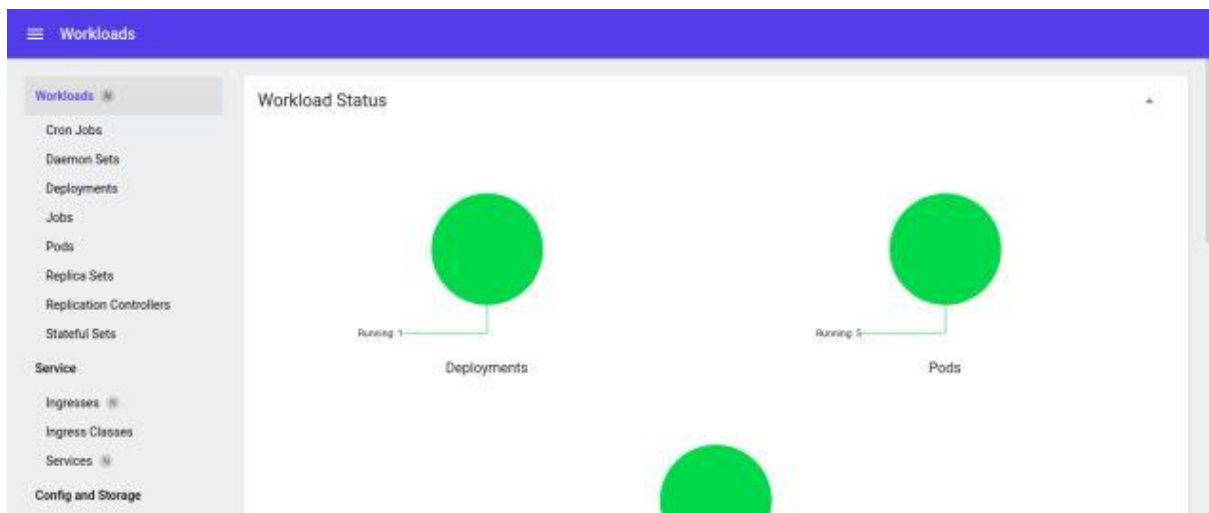 Workloads
Workloads N
Cron Jobs
Daemon Sets
Deployments
Jobs
Pods
Replica Sets
Replication Controllers
Stateful Sets
Service
Ingresses N
Ingress Classes
Services N
Config and Storage
Workload Status
Running: 1
Deployments
Running: 5
Pods